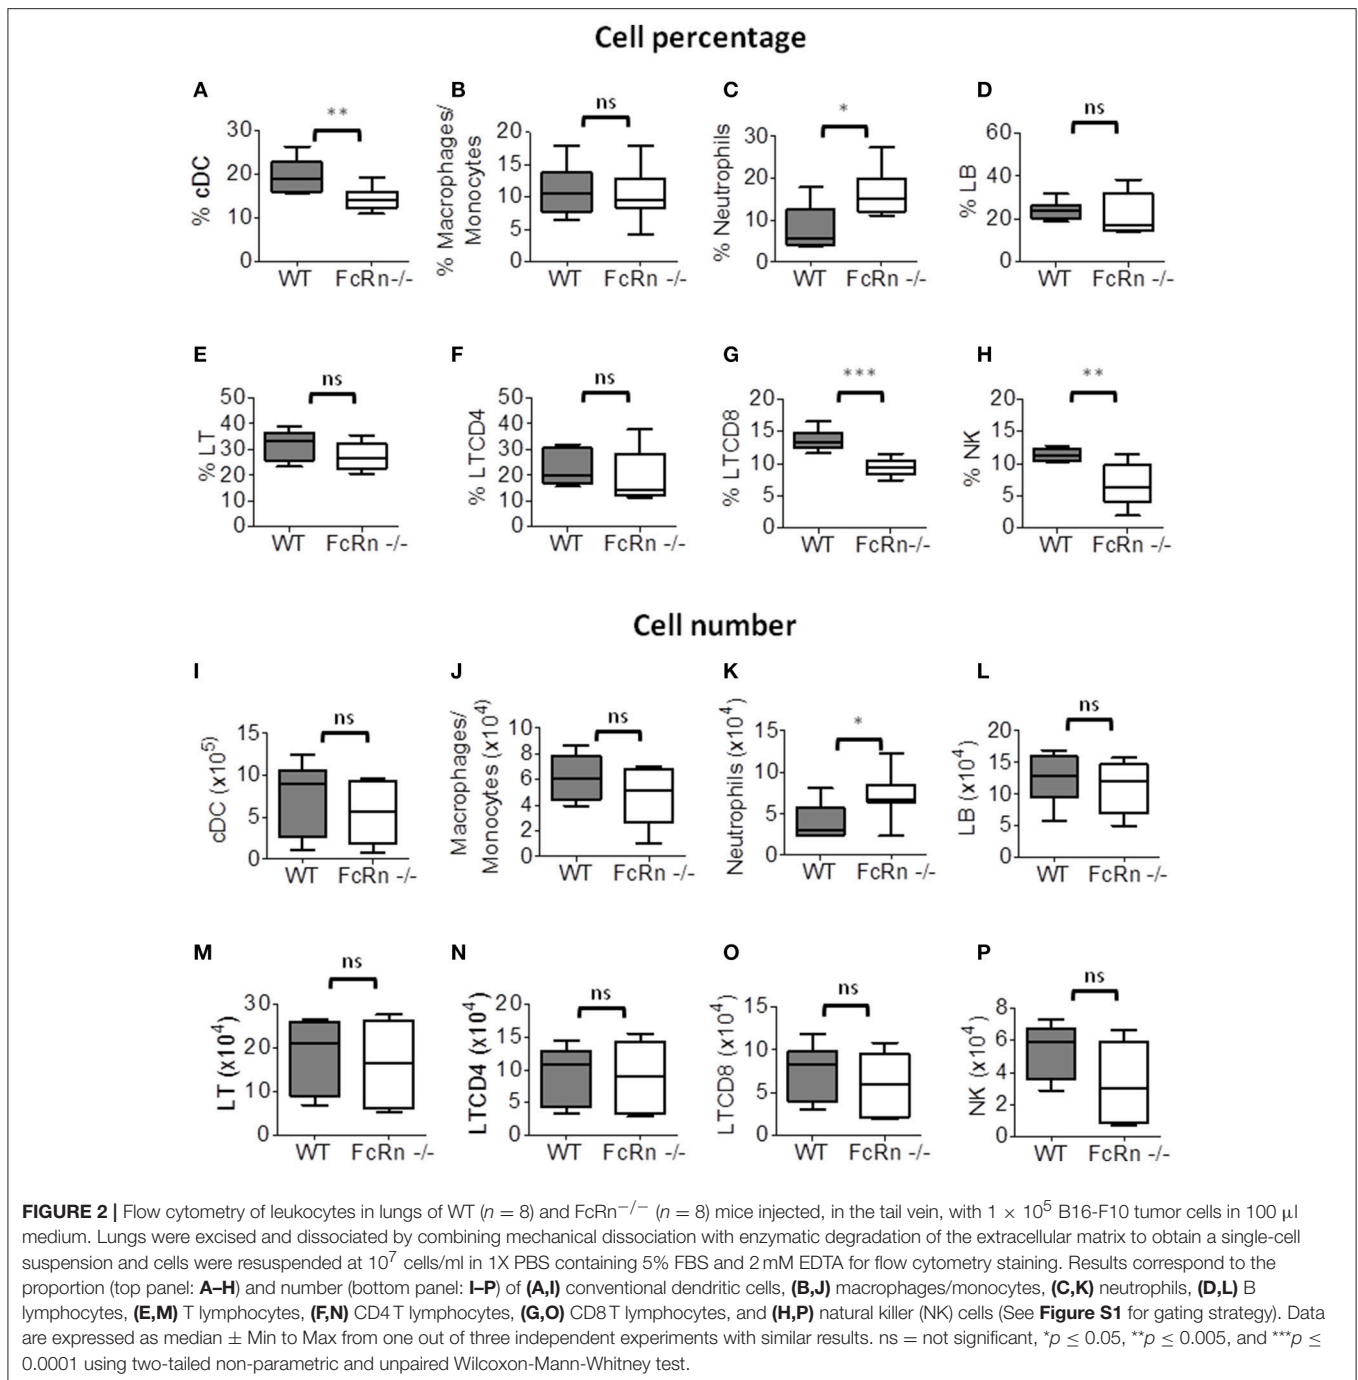 Cell percentage
A
B
C
D
**
ns
*
ns
% cDC
30
20
10
0
WT FcRn-/-
% Macrophages/
Monocytes
20
15
10
5
0
WT FcRn -/-
% Neutrophils
30
20
10
0
WT FcRn -/-
% LB
60
40
20
0
WT FcRn -/-
E
F
G
H
ns
ns
***
**
% LT
50
40
30
20
10
0
WT FcRn -/-
% LTCD4
50
40
30
20
10
0
WT FcRn -/-
% LTCD8
20
15
10
5
0
WT FcRn-/-
% NK
20
15
10
5
0
WT FcRn -/-
Cell number
I
J
K
L
ns
ns
*
ns
cDC (x10⁵)
15
10
5
0
WT FcRn -/-
Macrophages/
Monocytes (x10⁴)
10
8
6
4
2
0
WT FcRn -/-
Neutrophils (x10⁴)
15
10
5
0
WT FcRn -/-
LB (x10⁴)
20
15
10
5
0
WT FcRn -/-
M
N
O
P
ns
ns
ns
ns
LT (x10⁴)
30
20
10
0
WT FcRn -/-
LTCD4 (x10⁴)
20
15
10
5
0
WT FcRn -/-
LTCD8 (x10⁴)
15
10
5
0
WT FcRn -/-
NK (x10⁴)
8
6
4
2
0
WT FcRn -/-
FIGURE 2 | Flow cytometry of leukocytes in lungs of WT (n = 8) and FcRn−/− (n = 8) mice injected, in the tail vein, with 1 × 10⁵ B16-F10 tumor cells in 100 μl
medium. Lungs were excised and dissociated by combining mechanical dissociation with enzymatic degradation of the extracellular matrix to obtain a single-cell
suspension and cells were resuspended at 10⁷ cells/ml in 1X PBS containing 5% FBS and 2 mM EDTA for flow cytometry staining. Results correspond to the
proportion (top panel: A–H) and number (bottom panel: I–P) of (A,I) conventional dendritic cells, (B,J) macrophages/monocytes, (C,K) neutrophils, (D,L) B
lymphocytes, (E,M) T lymphocytes, (F,N) CD4 T lymphocytes, (G,O) CD8 T lymphocytes, and (H,P) natural killer (NK) cells (See Figure S1 for gating strategy). Data
are expressed as median ± Min to Max from one out of three independent experiments with similar results. ns = not significant, *p ≤ 0.05, **p ≤ 0.005, and ***p ≤
0.0001 using two-tailed non-parametric and unpaired Wilcoxon-Mann-Whitney test.